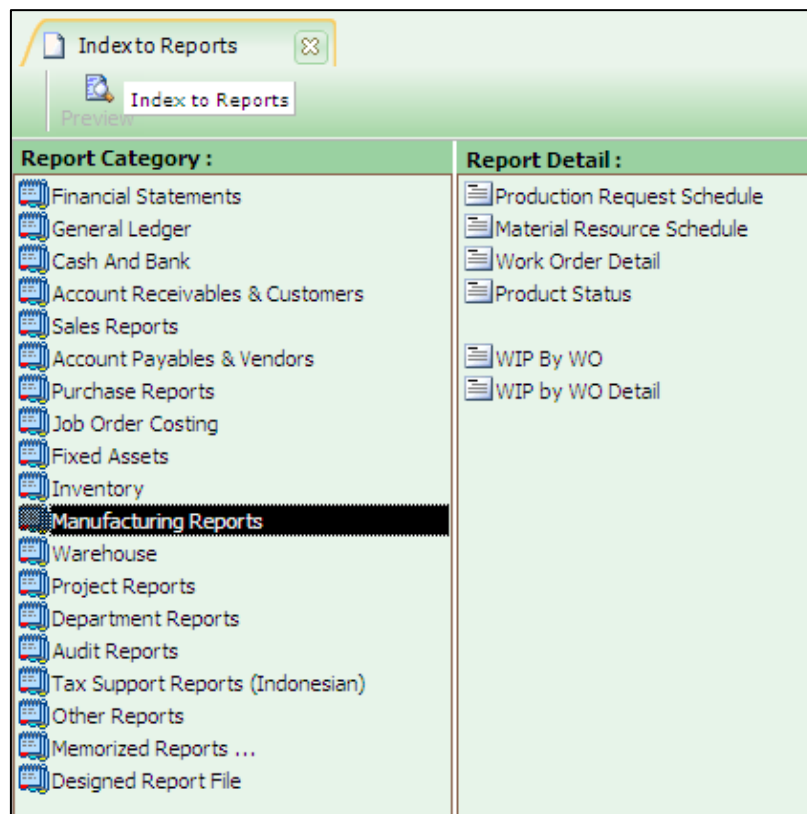 Index to Reports
Index to Reports
Preview
Report Category :
Financial Statements
General Ledger
Cash And Bank
Account Receivables & Customers
Sales Reports
Account Payables & Vendors
Purchase Reports
Job Order Costing
Fixed Assets
Inventory
Manufacturing Reports
Warehouse
Project Reports
Department Reports
Audit Reports
Tax Support Reports (Indonesian)
Other Reports
Memorized Reports ...
Designed Report File
Report Detail :
Production Request Schedule
Material Resource Schedule
Work Order Detail
Product Status
WIP By WO
WIP by WO Detail